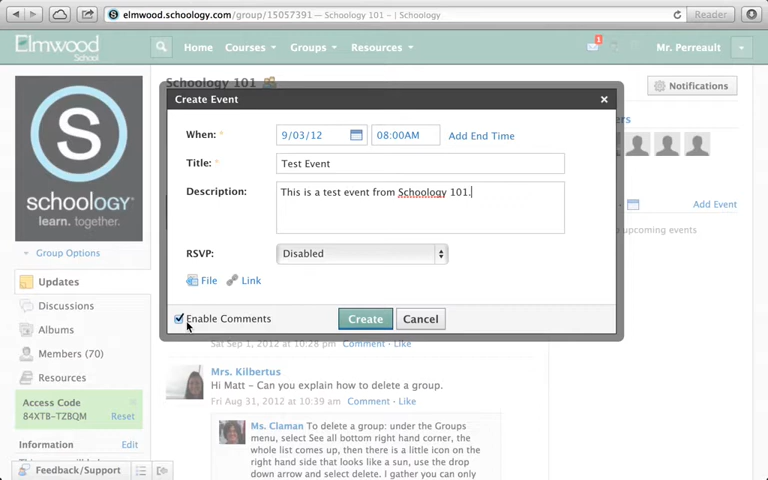 elmwood.schoology.com/group/15057391 — Schoology 101 – | Schoology
Reader
Elmwood
School
Home Courses Groups Resources
1
Mr. Perreault
Schoology 101
Notifications
Create Event
When: * 9/03/12 08:00AM Add End Time
Title: * Test Event
Description: This is a test event from Schoology 101.
RSVP: Disabled
File Link
Enable Comments Create Cancel
S
schoology
learn. together.
Group Options
Updates
Discussions
Albums
Members (70)
Resources
Access Code
84XTB-TZBQM Reset
Information Edit
Feedback/Support
ers
Add Event
upcoming events
Sat Sep 1, 2012 at 10:28 pm Comment · Like
Mrs. Kilbertus
Hi Matt - Can you explain how to delete a group.
Fri Aug 31, 2012 at 10:39 am Comment · Like
Ms. Claman To delete a group: under the Groups
menu, select See all bottom right hand corner, the
whole list comes up, then there is a little icon on the
right hand side that looks like a sun, use the drop
down arrow and select delete. I gather you can only